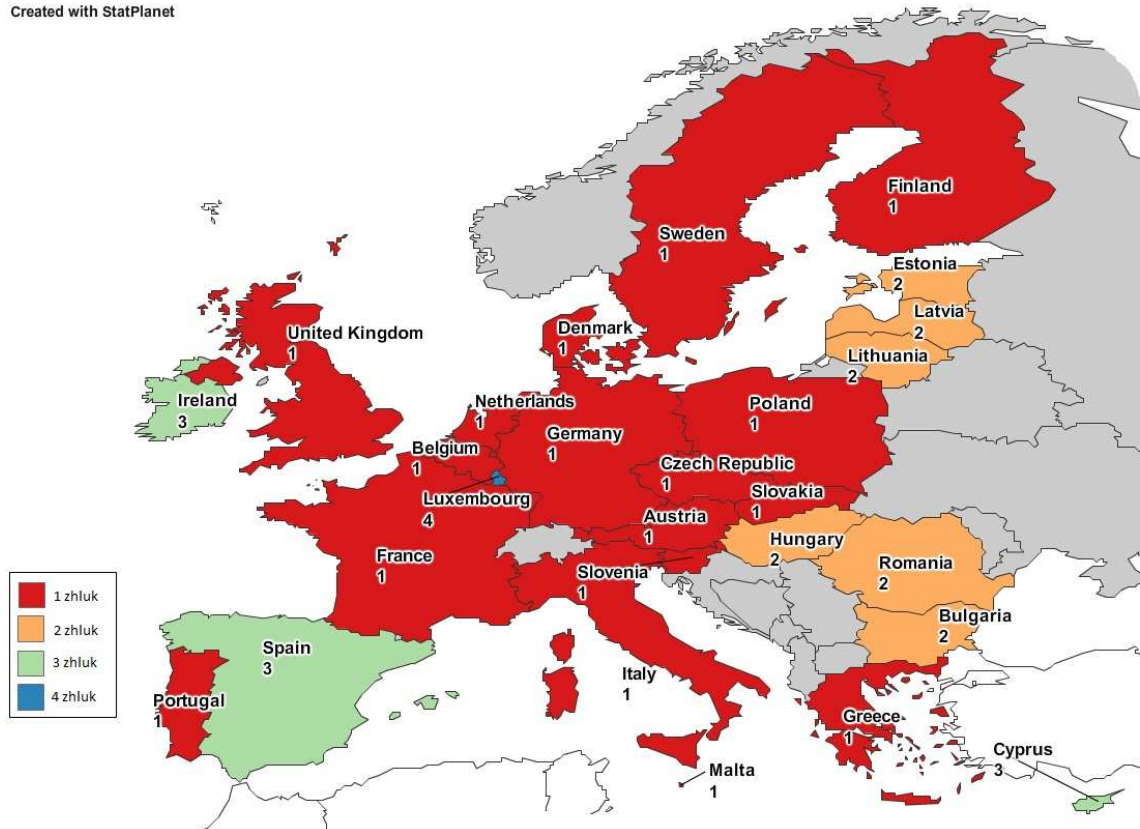 Created with StatPlanet
Finland
1
Sweden
1
Estonia
2
Latvia
2
Lithuania
2
United Kingdom
1
Denmark
1
Ireland
3
Netherlands
1
Germany
1
Poland
1
Belgium
1
Czech Republic
1
Luxembourg
4
Slovakia
1
Austria
1
Hungary
2
France
1
Slovenia
1
Romania
2
Bulgaria
2
Spain
3
Italy
1
Portugal
1
Greece
1
Malta
1
Cyprus
3
1 zhluk
2 zhluk
3 zhluk
4 zhluk